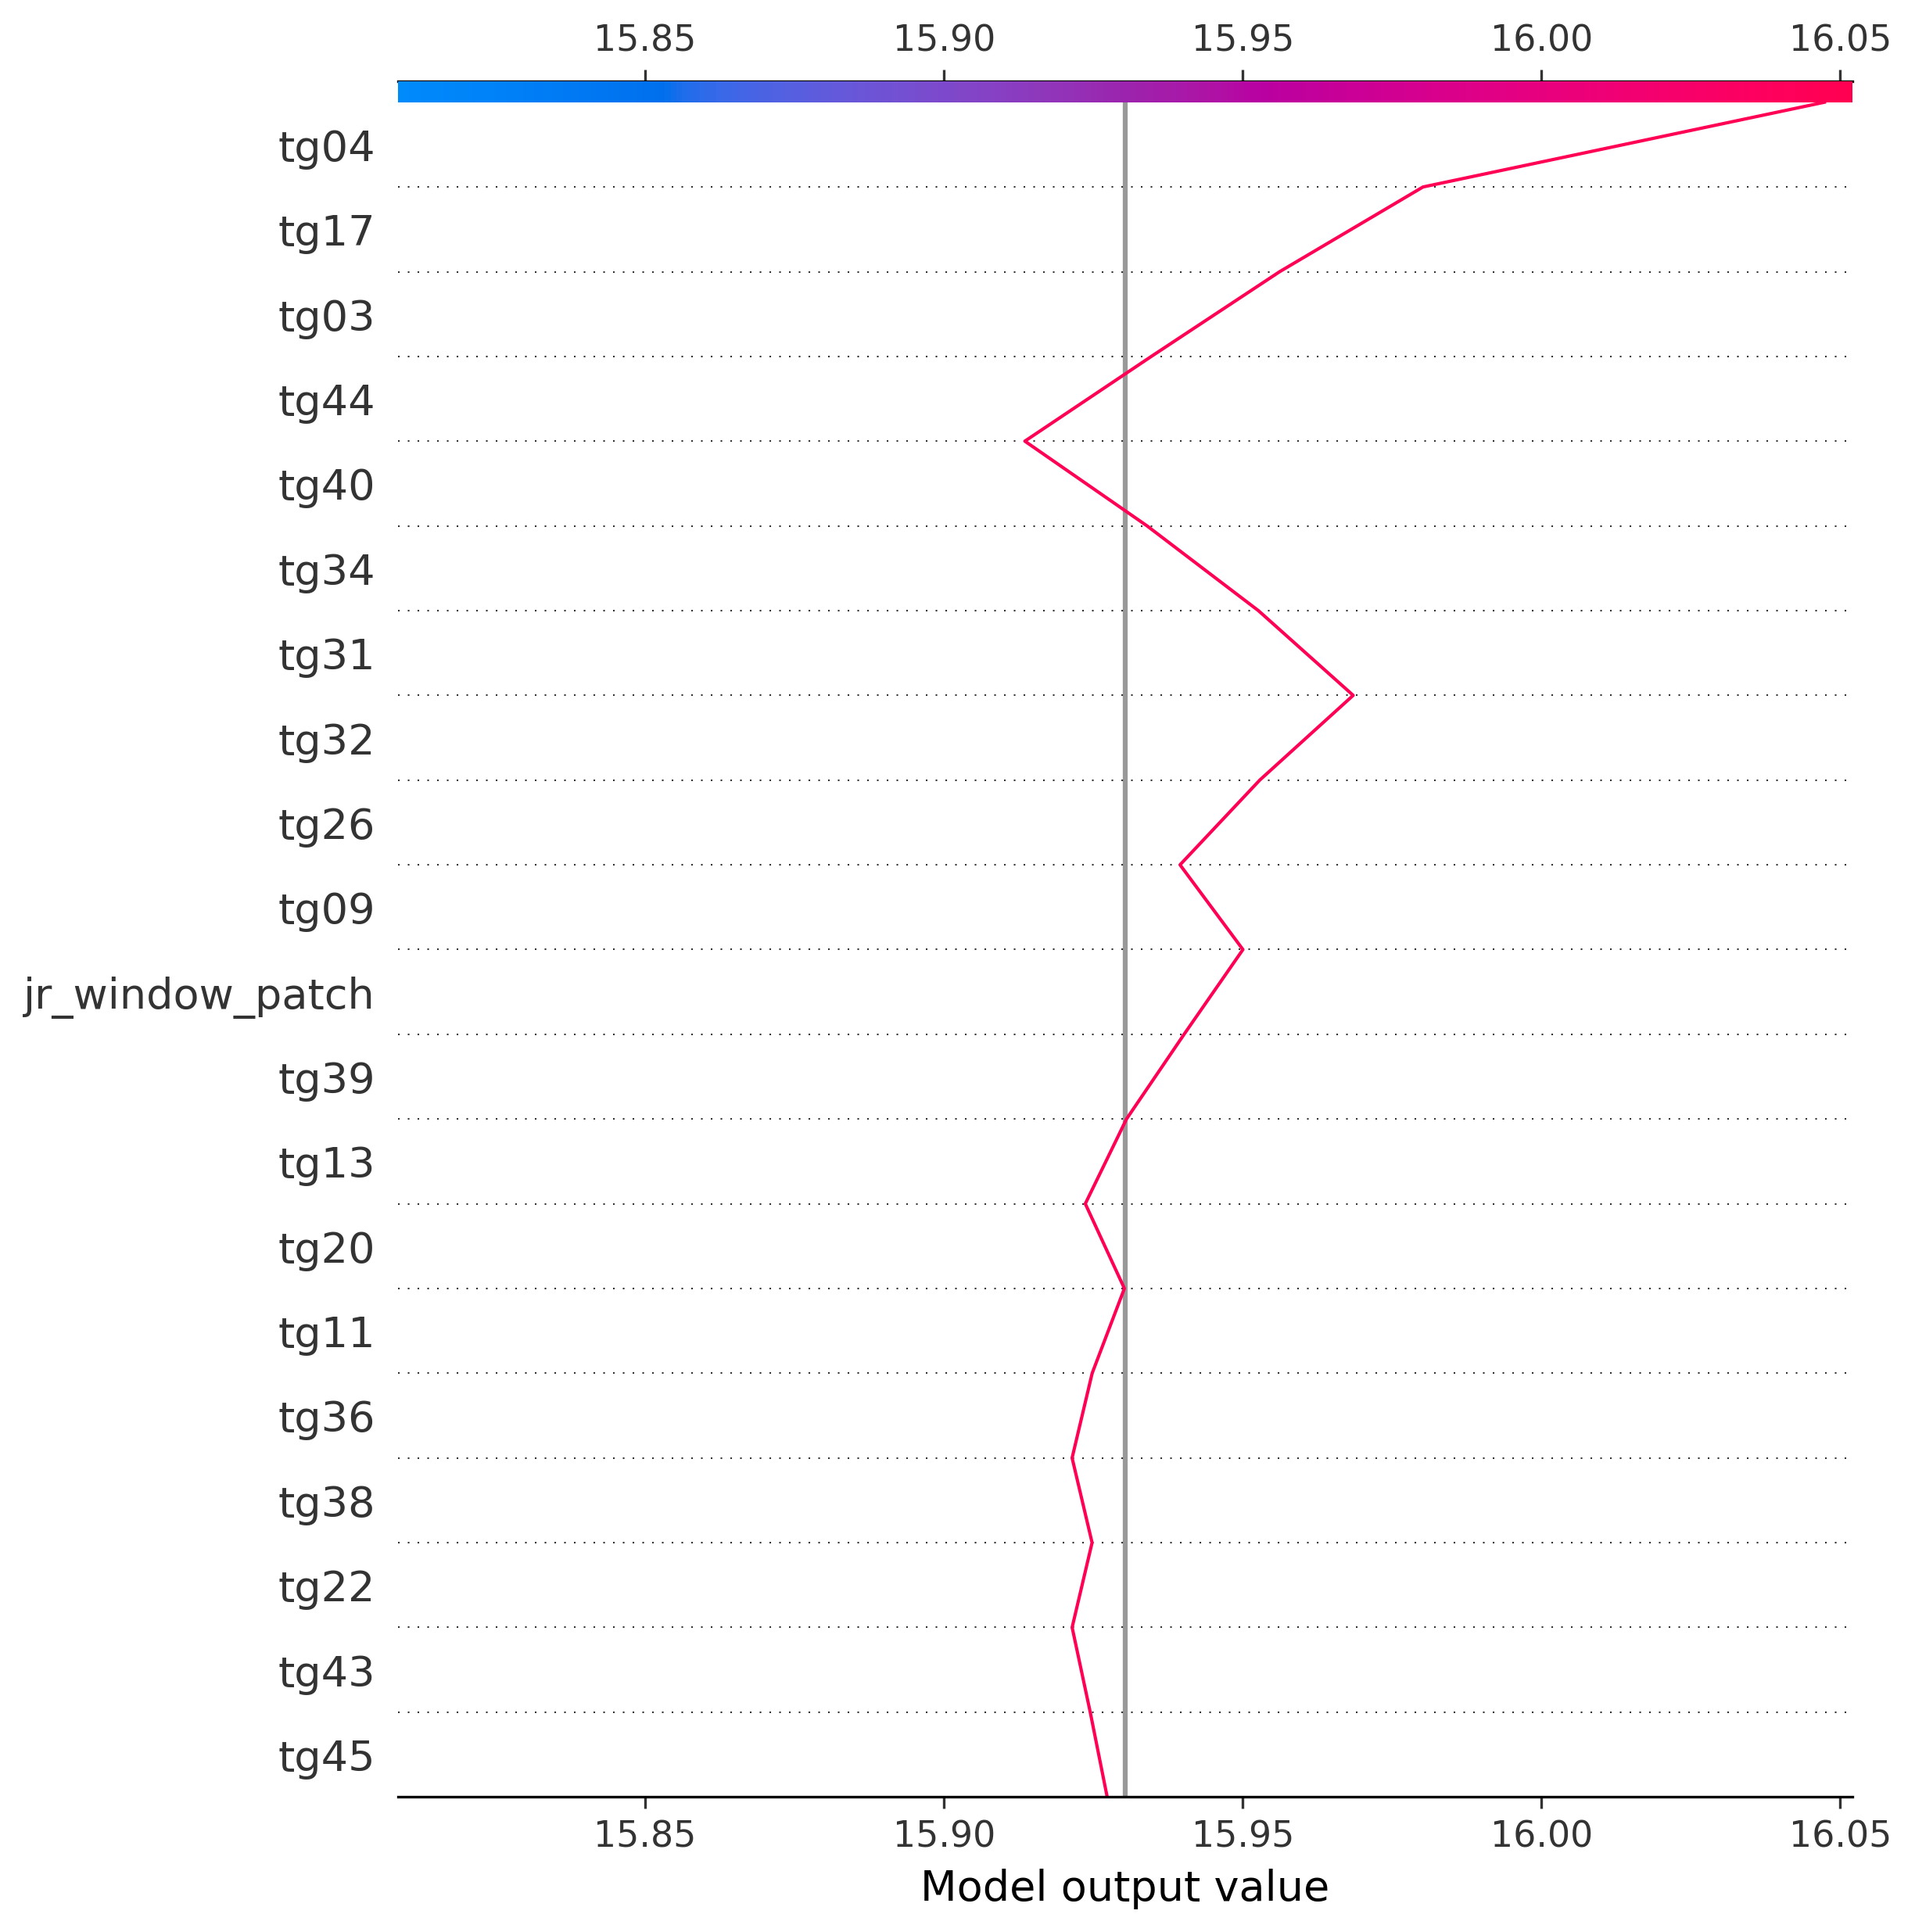 15.85 15.90 15.95 16.00 16.05
tg04
tg17
tg03
tg44
tg40
tg34
tg31
tg32
tg26
tg09
jr_window_patch
tg39
tg13
tg20
tg11
tg36
tg38
tg22
tg43
tg45
15.85 15.90 15.95 16.00 16.05
Model output value